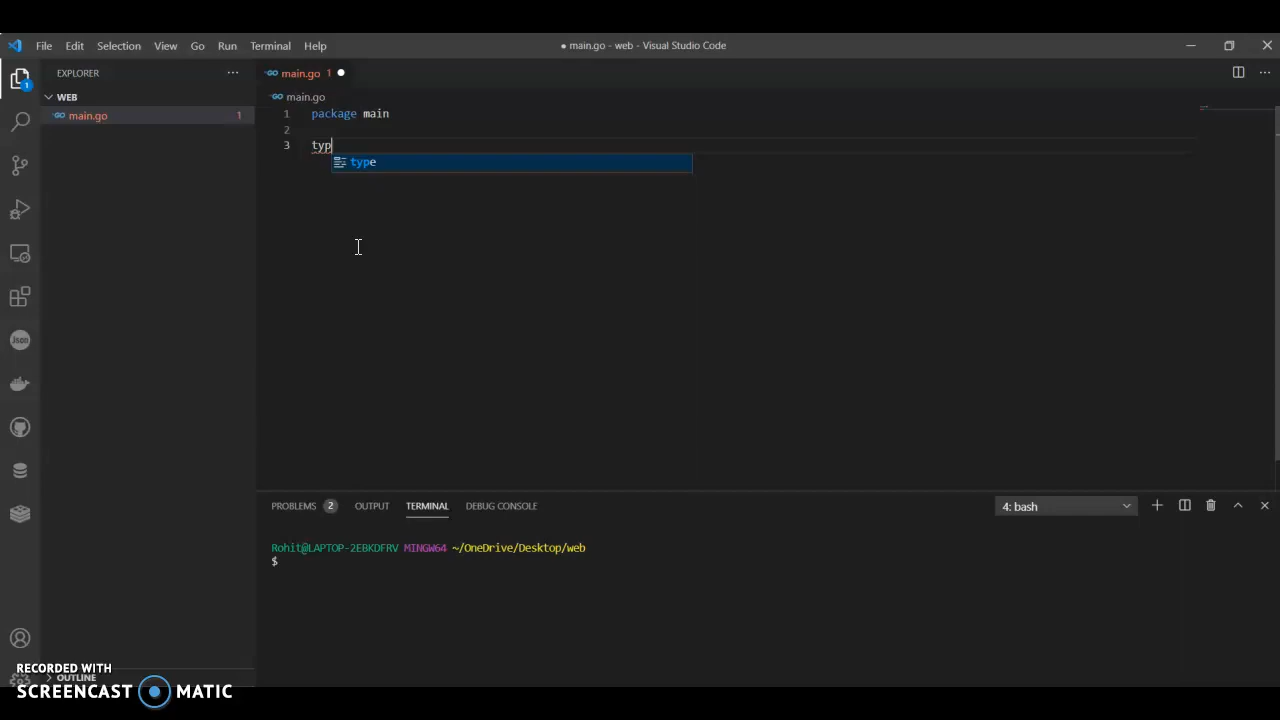 File Edit Selection View Go Run Terminal Help
● main.go - web - Visual Studio Code
EXPLORER
main.go 1
1
WEB
main.go
main.go 1
1 package main
2
3 typ
type
PROBLEMS 2 OUTPUT TERMINAL DEBUG CONSOLE
4: bash
Rohit@LAPTOP-2EBKDFRV MINGW64 ~/OneDrive/Desktop/web
$
Json
OUTLINE
RECORDED WITH
SCREENCAST MATIC